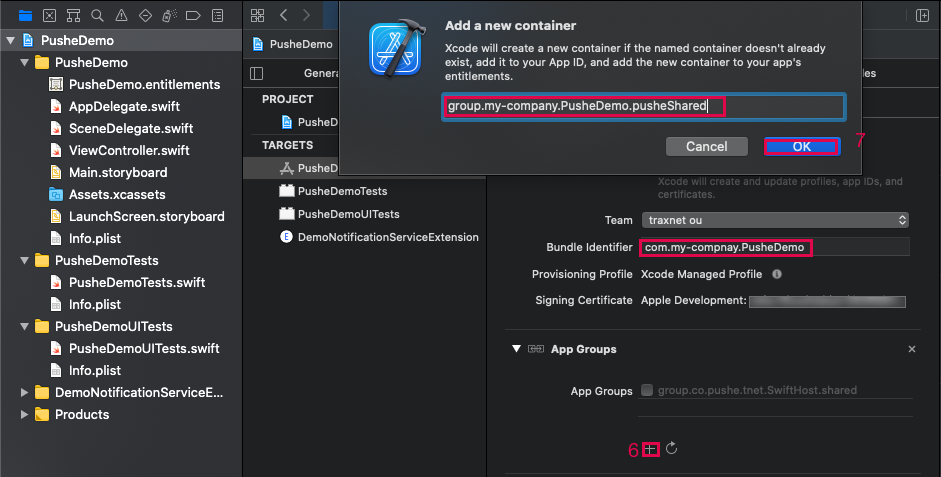 Add a new container
Xcode will create a new container if the named container doesn't already
exist, add it to your App ID, and add the new container to your app's
entitlements.
group.my-company.PusheDemo.pusheShared
Cancel
OK
7
PusheDemo
PusheDemo
PusheDemo.entitlements
AppDelegate.swift
SceneDelegate.swift
ViewController.swift
Main.storyboard
Assets.xcassets
LaunchScreen.storyboard
Info.plist
PusheDemoTests
PusheDemoTests.swift
Info.plist
PusheDemoUITests
PusheDemoUITests.swift
Info.plist
DemoNotificationServiceE...
Products
PusheDemo
Genera
les
PROJECT
PusheD
TARGETS
PusheD
PusheDemoTests
PusheDemoUITests
E DemoNotificationServiceExtension
Xcode will create and update profiles, app IDs, and
certificates.
Team traxnet ou
Bundle Identifier com.my-compnay.PusheDemo
Provisioning Profile Xcode Managed Profile
Signing Certificate Apple Development:
App Groups
App Groups group.co.pushe.tnet.SwiftHost.shared
6